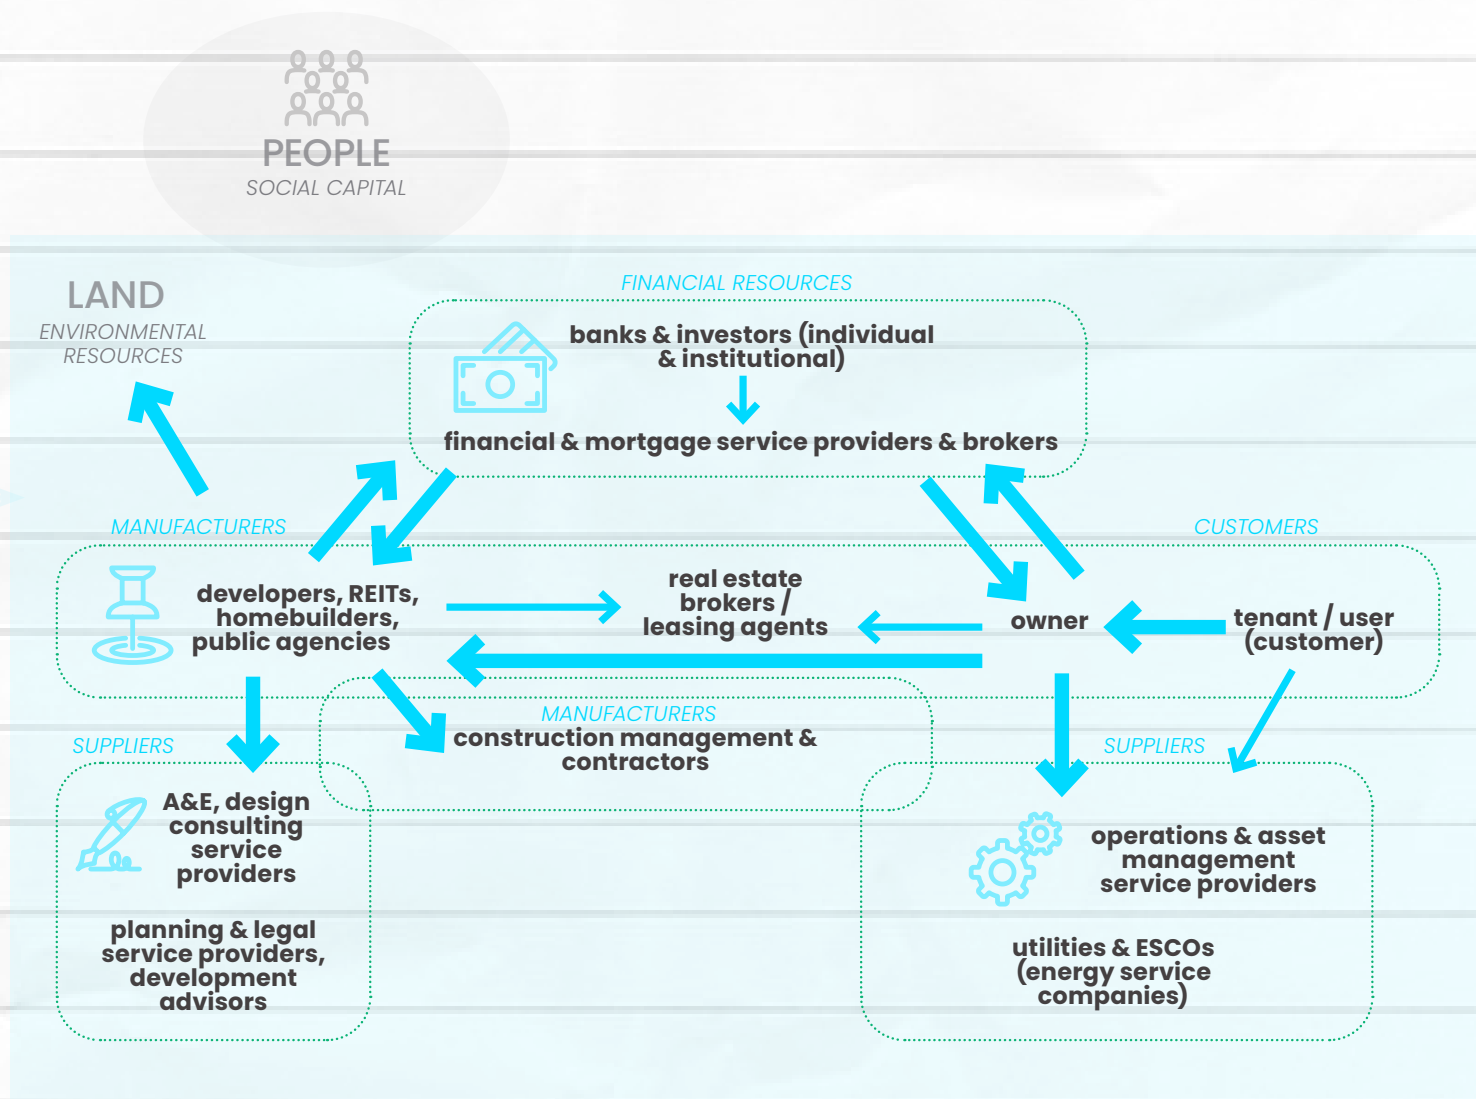 PEOPLE
SOCIAL CAPITAL
LAND
ENVIRONMENTAL
RESOURCES
FINANCIAL RESOURCES
banks & investors (individual
& institutional)
financial & mortgage service providers & brokers
MANUFACTURERS
CUSTOMERS
developers, REITs,
homebuilders,
public agencies
real estate
brokers /
leasing agents
owner
tenant / user
(customer)
MANUFACTURERS
construction management &
contractors
SUPPLIERS
A&E, design
consulting
service
providers
planning & legal
service providers,
development
advisors
SUPPLIERS
operations & asset
management
service providers
utilities & ESCOs
(energy service
companies)